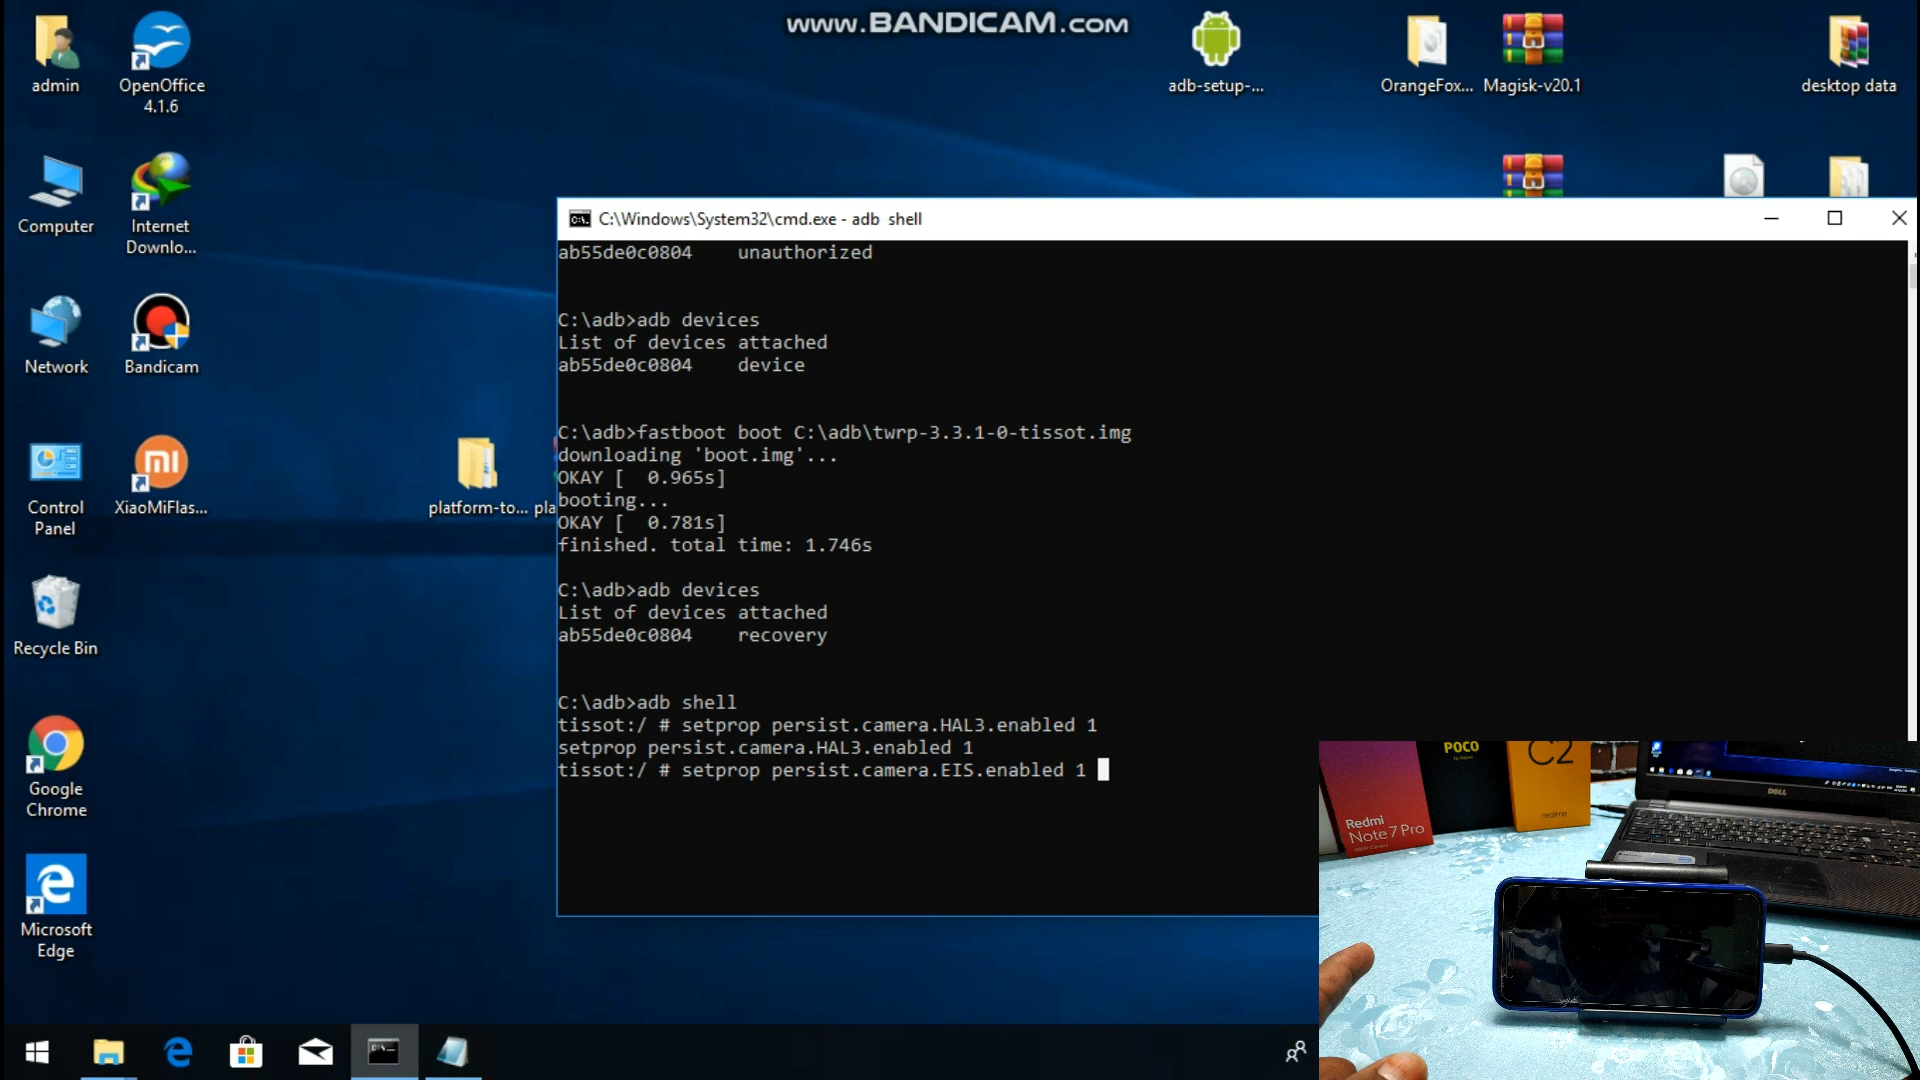 www.BANDICAM.com
admin
OpenOffice
4.1.6
adb-setup-...
OrangeFox...
Magisk-v20.1
desktop data
Computer
Internet
Downlo...
Network
Bandicam
Control
Panel
XiaoMiFlas...
platform-to...
pla
Recycle Bin
Google
Chrome
Microsoft
Edge
C:\Windows\System32\cmd.exe - adb  shell
ab55de0c0804    unauthorized
C:\adb>adb devices
List of devices attached
ab55de0c0804    device
C:\adb>fastboot boot C:\adb\twrp-3.3.1-0-tissot.img
downloading 'boot.img'...
OKAY [  0.965s]
booting...
OKAY [  0.781s]
finished. total time: 1.746s
C:\adb>adb devices
List of devices attached
ab55de0c0804    recovery
C:\adb>adb shell
tissot:/ # setprop persist.camera.HAL3.enabled 1
setprop persist.camera.HAL3.enabled 1
tissot:/ # setprop persist.camera.EIS.enabled 1
POCO
C2
realme
Redmi
Note 7 Pro
DELL